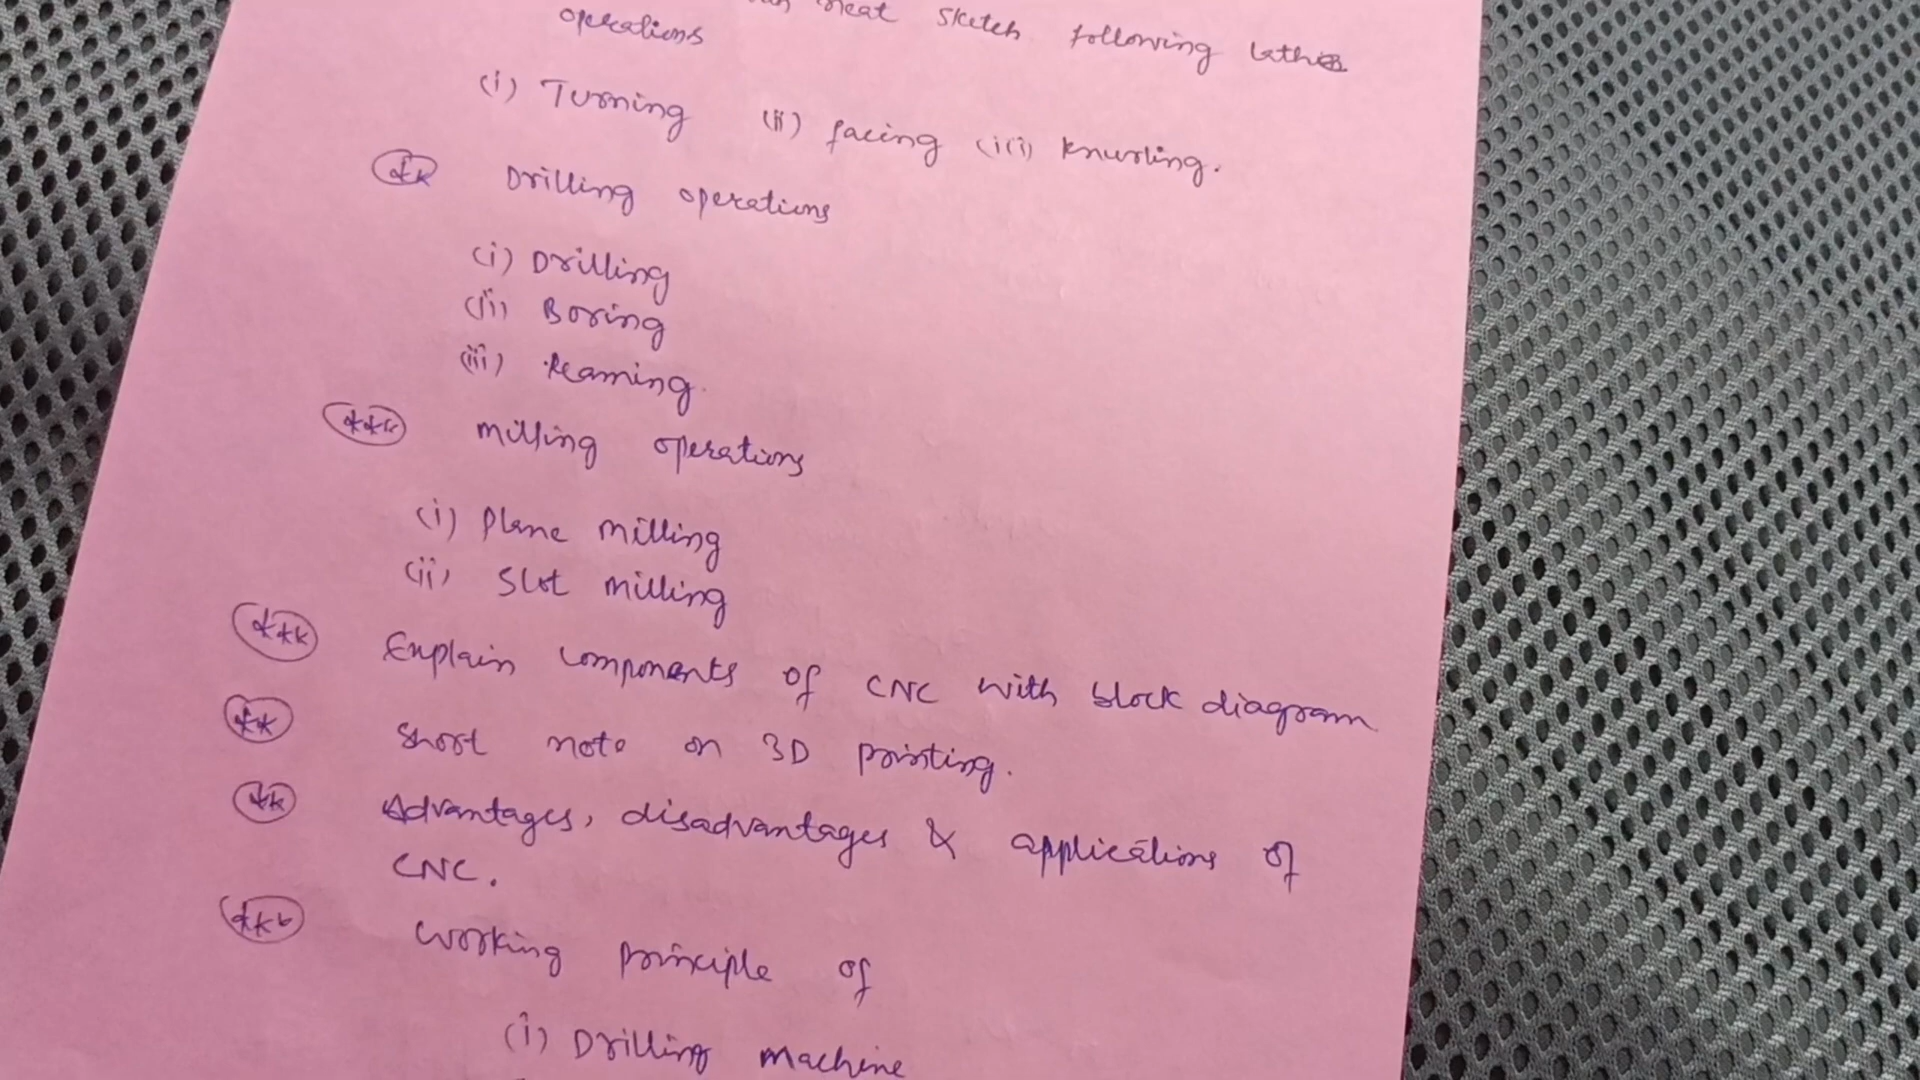 neat sketch following lathe
operations
(i) Turning (ii) facing (iii) knurling.
** Drilling operations
(i) Drilling
(ii) Boring
(iii) Reaming.
*** milling operations
(i) plane milling
(ii) slot milling
*** Explain components of CNC with block diagram
** Short note on 3D printing.
** Advantages, disadvantages & applications of
CNC.
*** working principle of
(i) Drilling machine